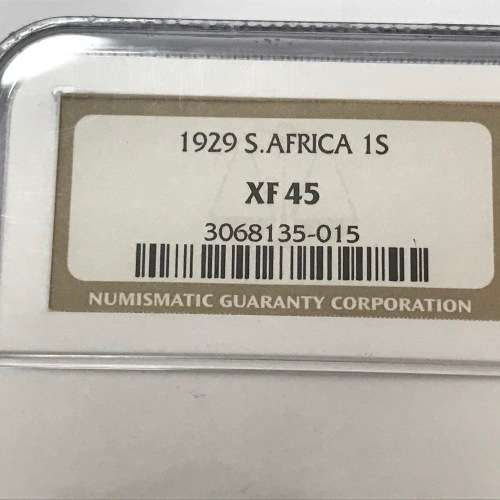 1929 S.AFRICA 1S
XF 45
3068135-015
NUMISMATIC GUARANTY CORPORATION